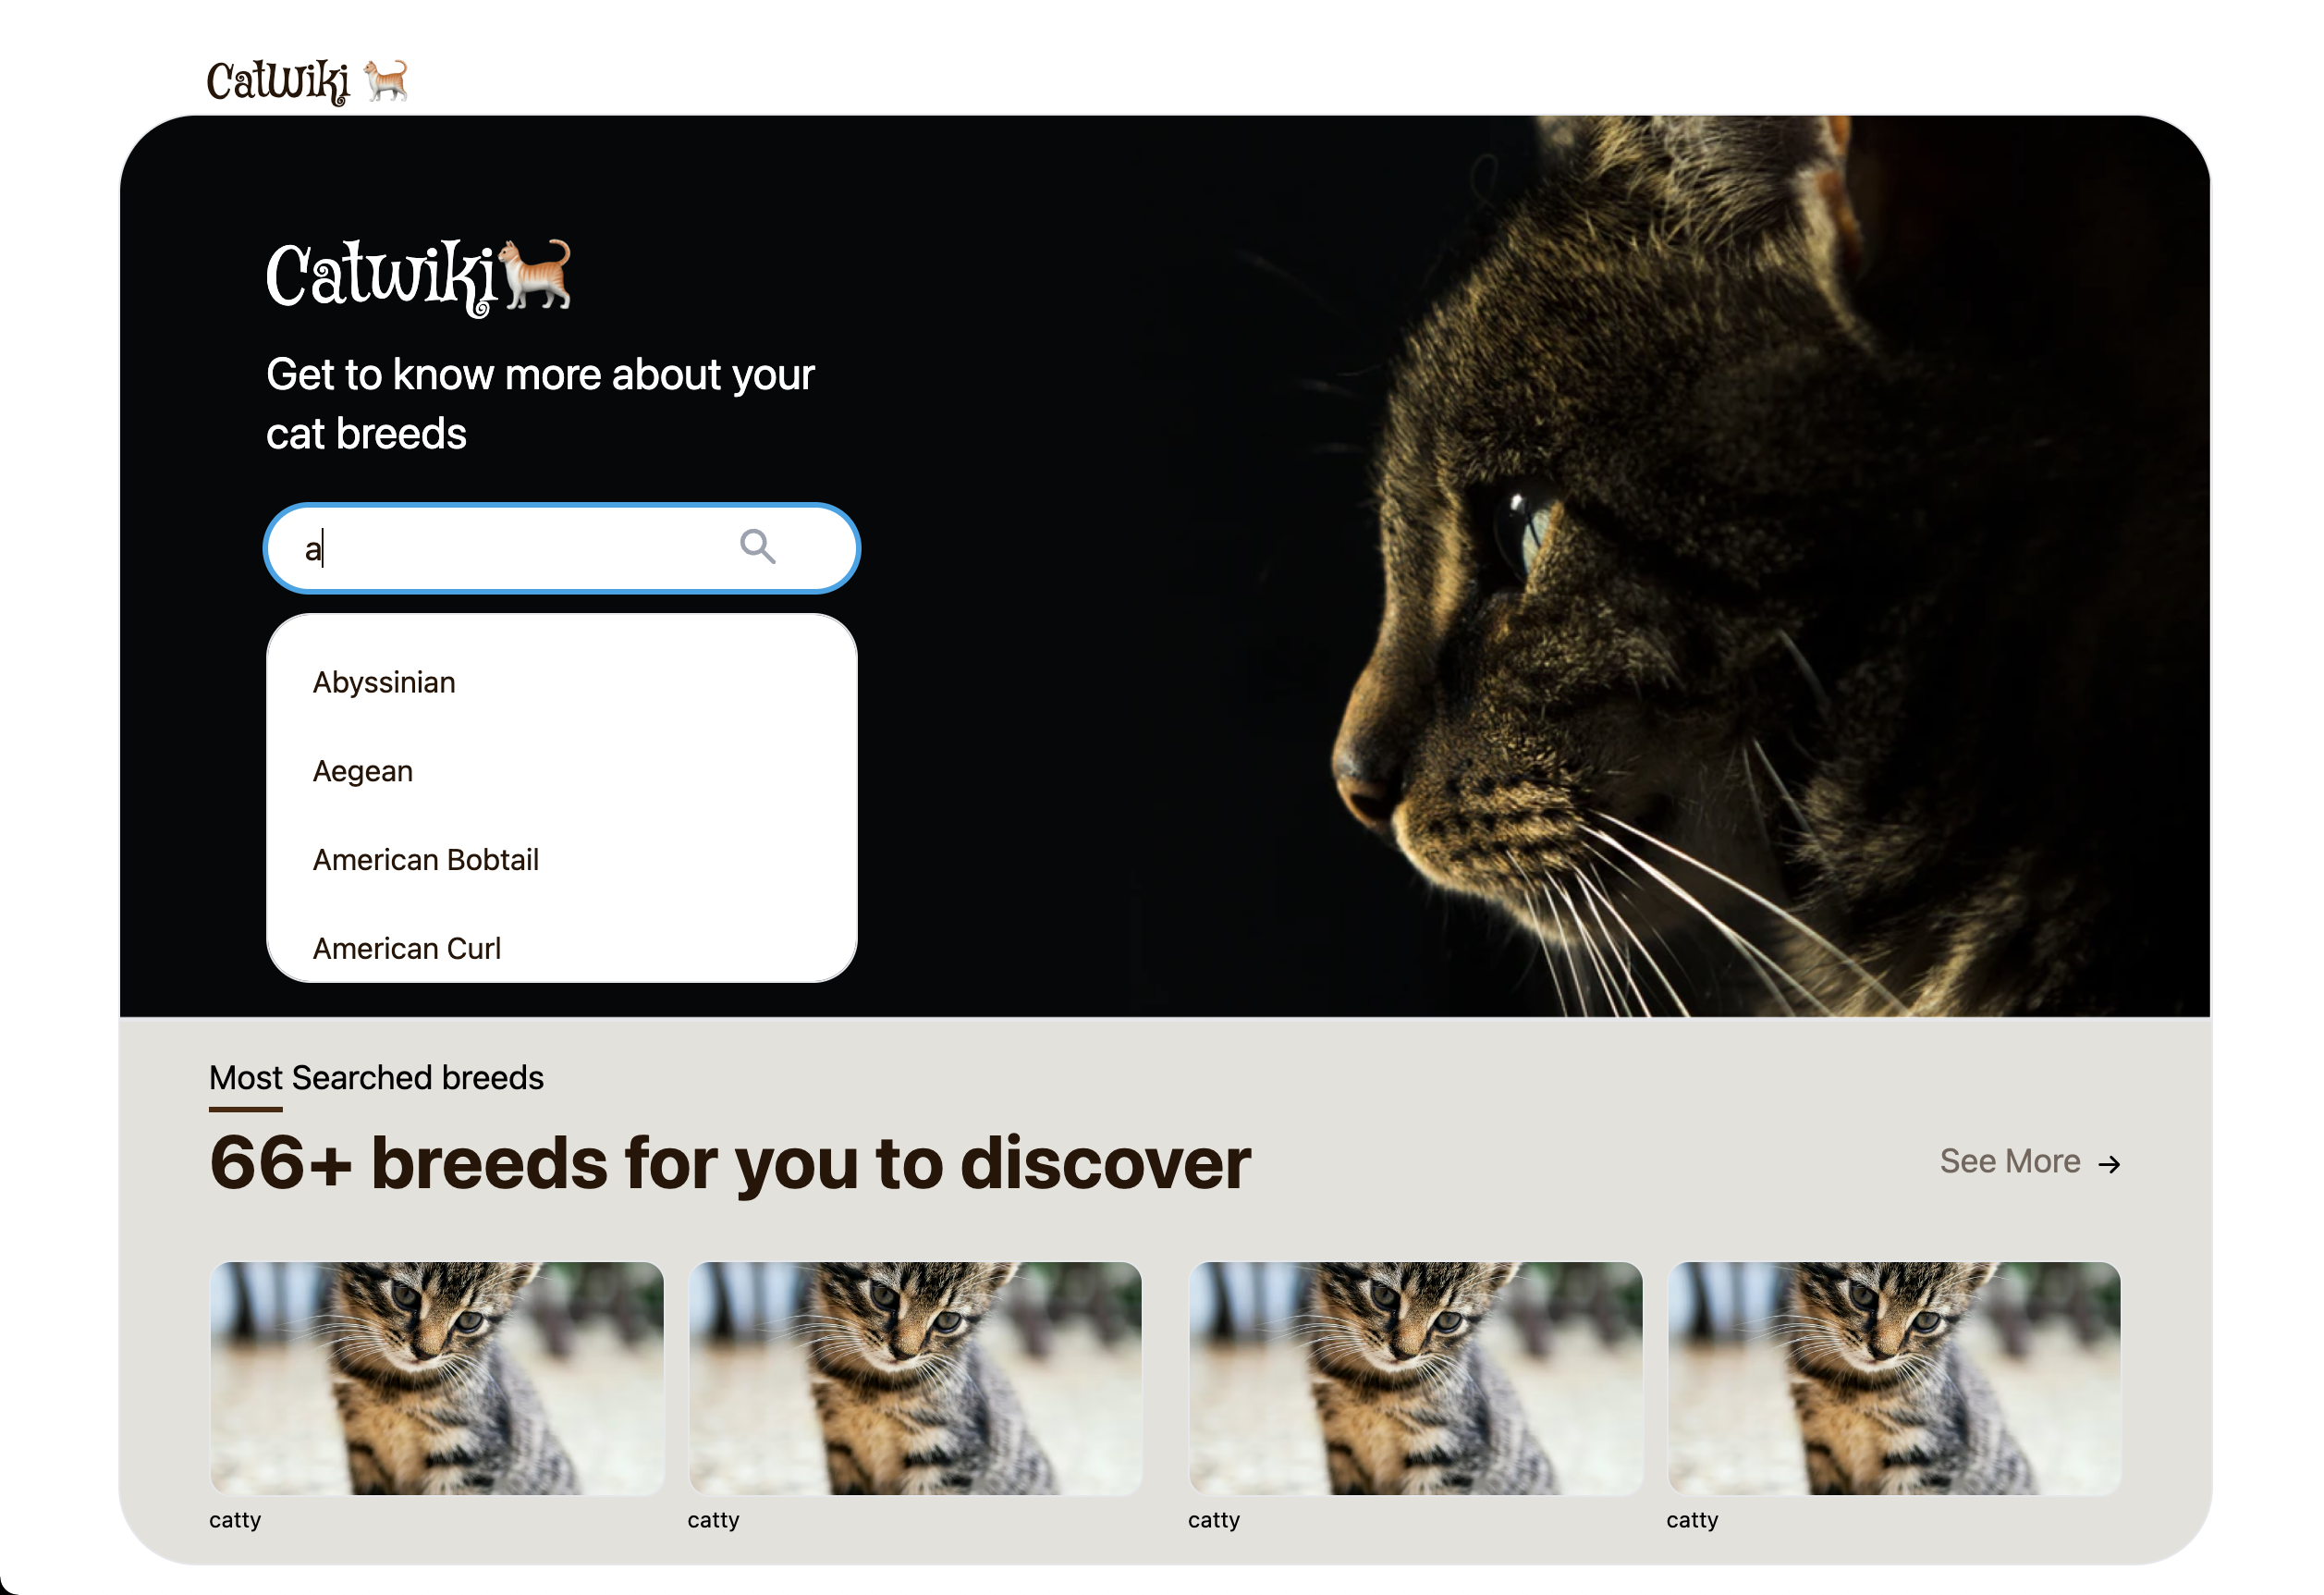 Catwiki
Catwiki
Get to know more about your
cat breeds
a
Abyssinian
Aegean
American Bobtail
American Curl
Most Searched breeds
66+ breeds for you to discover
See More →
catty
catty
catty
catty